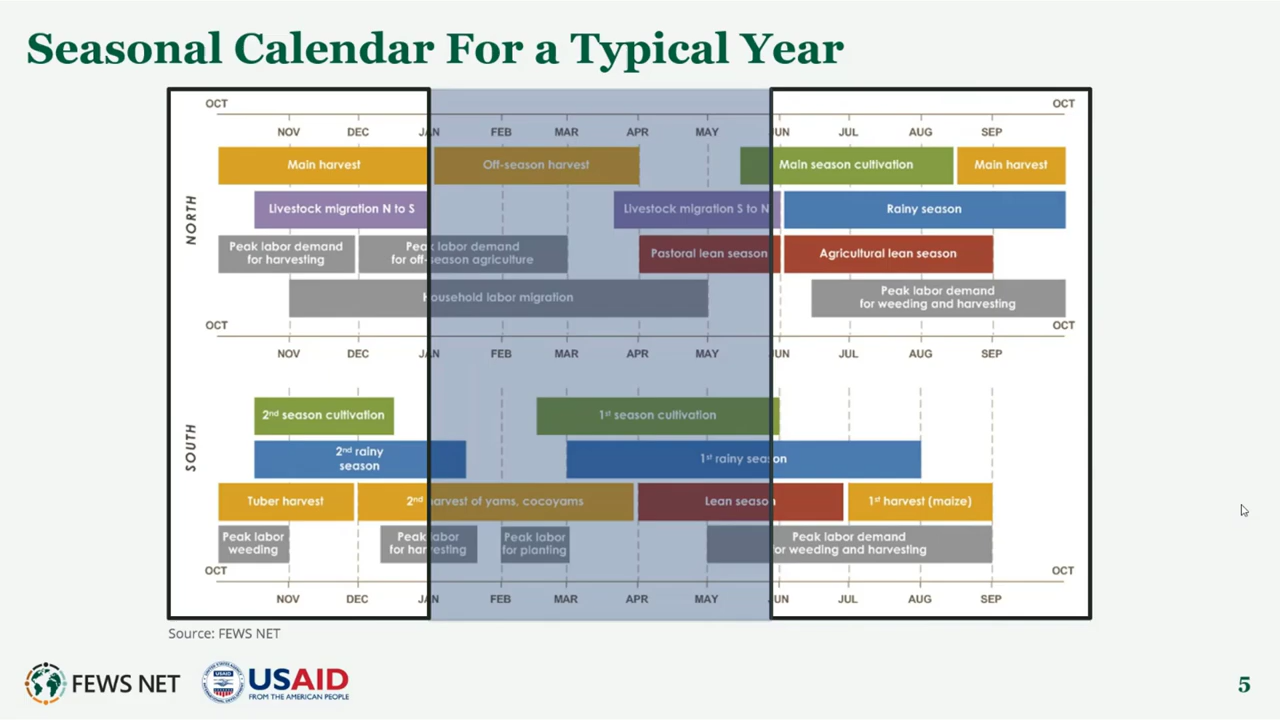 Seasonal Calendar For a Typical Year
OCT OCT
NOV DEC JAN FEB MAR APR MAY JUN JUL AUG SEP
NORTH
Main harvest Off-season harvest Main season cultivation Main harvest
Livestock migration N to S Livestock migration S to N Rainy season
Peak labor demand Peak labor demand Pastoral lean season Agricultural lean season
for harvesting for off-season agriculture
Household labor migration Peak labor demand
for weeding and harvesting
OCT OCT
NOV DEC JAN FEB MAR APR MAY JUN JUL AUG SEP
SOUTH
2nd season cultivation 1st season cultivation
2nd rainy 1st rainy season
season
Tuber harvest 2nd harvest of yams, cocoyams Lean season 1st harvest (maize)
Peak labor Peak labor Peak labor Peak labor demand
weeding for harvesting for planting for weeding and harvesting
OCT OCT
NOV DEC JAN FEB MAR APR MAY JUN JUL AUG SEP
Source: FEWS NET
FEWS NET
USAID
USAID
FROM THE AMERICAN PEOPLE
5